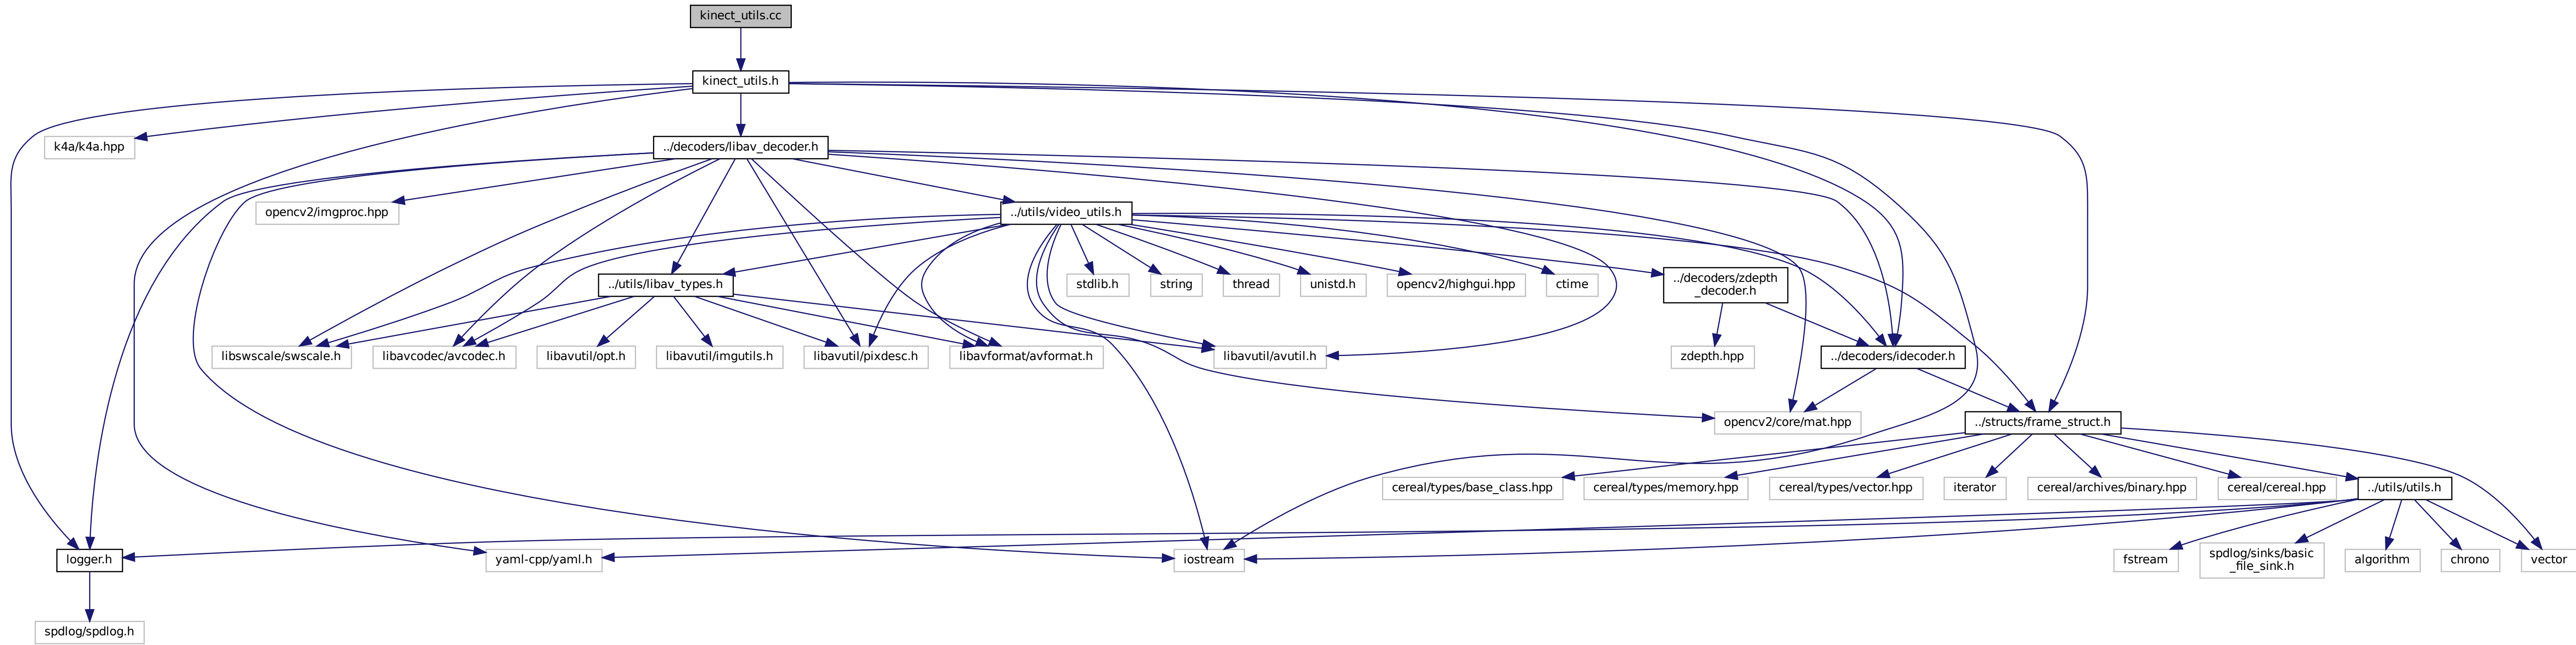 kinect_utils.cc
kinect_utils.h
k4a/k4a.hpp
../decoders/libav_decoder.h
opencv2/imgproc.hpp
../utils/video_utils.h
../utils/libav_types.h
stdlib.h
string
thread
unistd.h
opencv2/highgui.hpp
ctime
../decoders/zdepth
_decoder.h
libswscale/swscale.h
libavcodec/avcodec.h
libavutil/opt.h
libavutil/imgutils.h
libavutil/pixdesc.h
libavformat/avformat.h
libavutil/avutil.h
zdepth.hpp
../decoders/idecoder.h
opencv2/core/mat.hpp
../structs/frame_struct.h
cereal/types/base_class.hpp
cereal/types/memory.hpp
cereal/types/vector.hpp
iterator
cereal/archives/binary.hpp
cereal/cereal.hpp
../utils/utils.h
logger.h
yaml-cpp/yaml.h
iostream
fstream
spdlog/sinks/basic
_file_sink.h
algorithm
chrono
vector
spdlog/spdlog.h